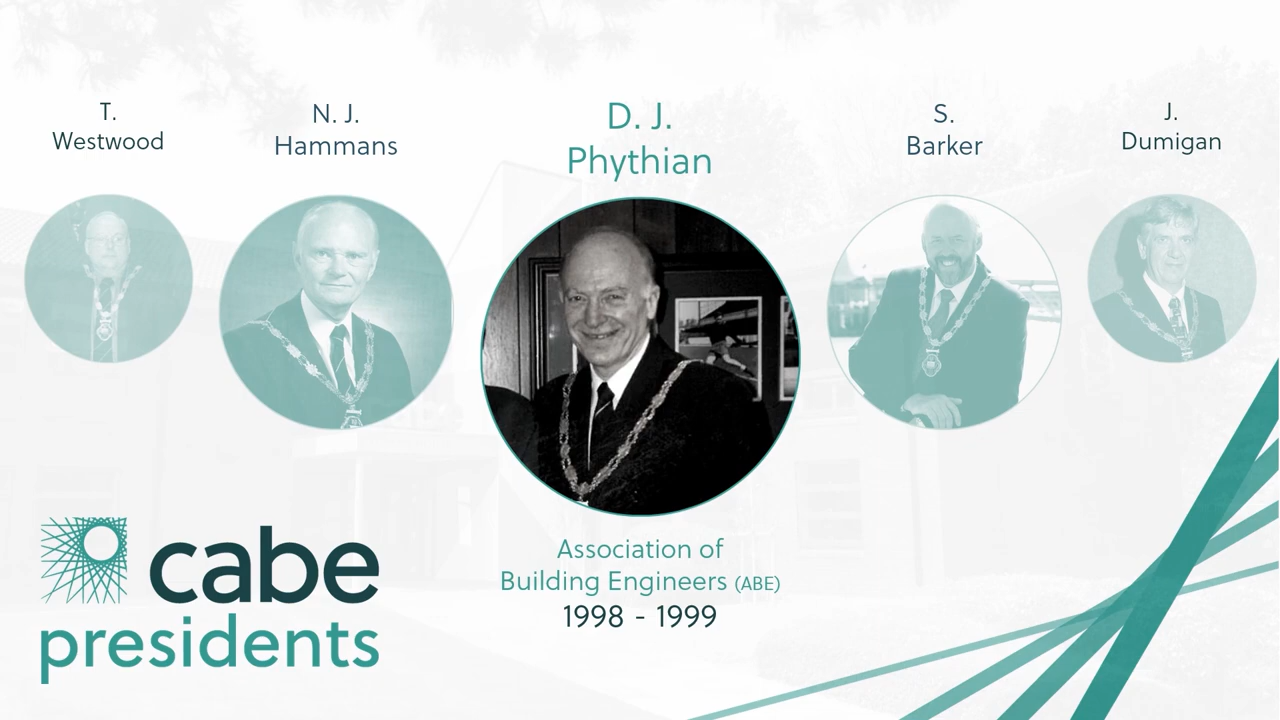 T.
Westwood
N. J.
Hammans
D. J.
Phythian
S.
Barker
J.
Dumigan
Association of
Building Engineers (ABE)
1998 - 1999
cabe
presidents